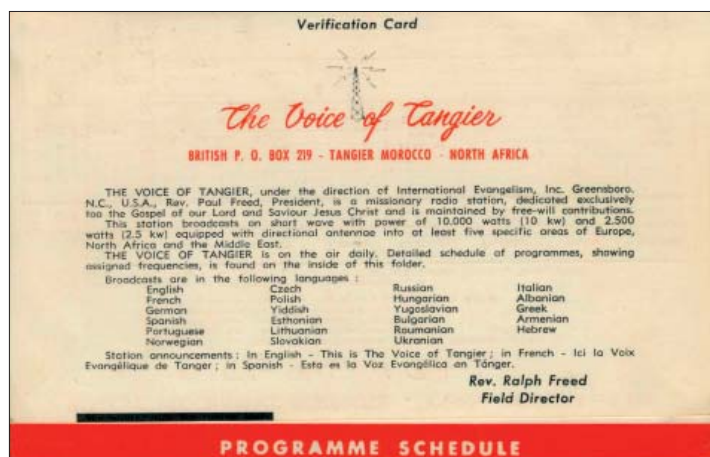 Verification Card
The Voice of Tangier
BRITISH P. O. BOX 219 - TANGIER MOROCCO - NORTH AFRICA
THE VOICE OF TANGIER, under the direction of International Evangelism, Inc. Greensboro.
N.C., U.S.A., Rev. Paul Freed, President, is a missionary radio station, dedicated exclusively
too the Gospel of our Lord and Saviour Jesus Christ and is maintained by free-will contributions.
This station broadcasts on short wave with power of 10.000 watts (10 kw) and 2.500
watts (2.5 kw) equipped with directional antennae into at least five specific areas of Europe,
North Africa and the Middle East.
THE VOICE OF TANGIER is on the air daily. Detailed schedule of programmes, showing
assigned frequencies, is found on the inside of this folder.
Broadcasts are in the following languages :
English Czech Russian Italian
French Polish Hungarian Albanian
German Yiddish Yugoslavian Greek
Spanish Esthonian Bulgarian Armenian
Portuguese Lithuanian Roumanian Hebrew
Norwegian Slovakian Ukranian
Station announcements ; In English - This is The Voice of Tangier ; in French - Ici la Voix
Evangélique de Tanger ; in Spanish - Esta es la Voz Evangélica en Tánger.
Rev. Ralph Freed
Field Director
PROGRAMME SCHEDULE